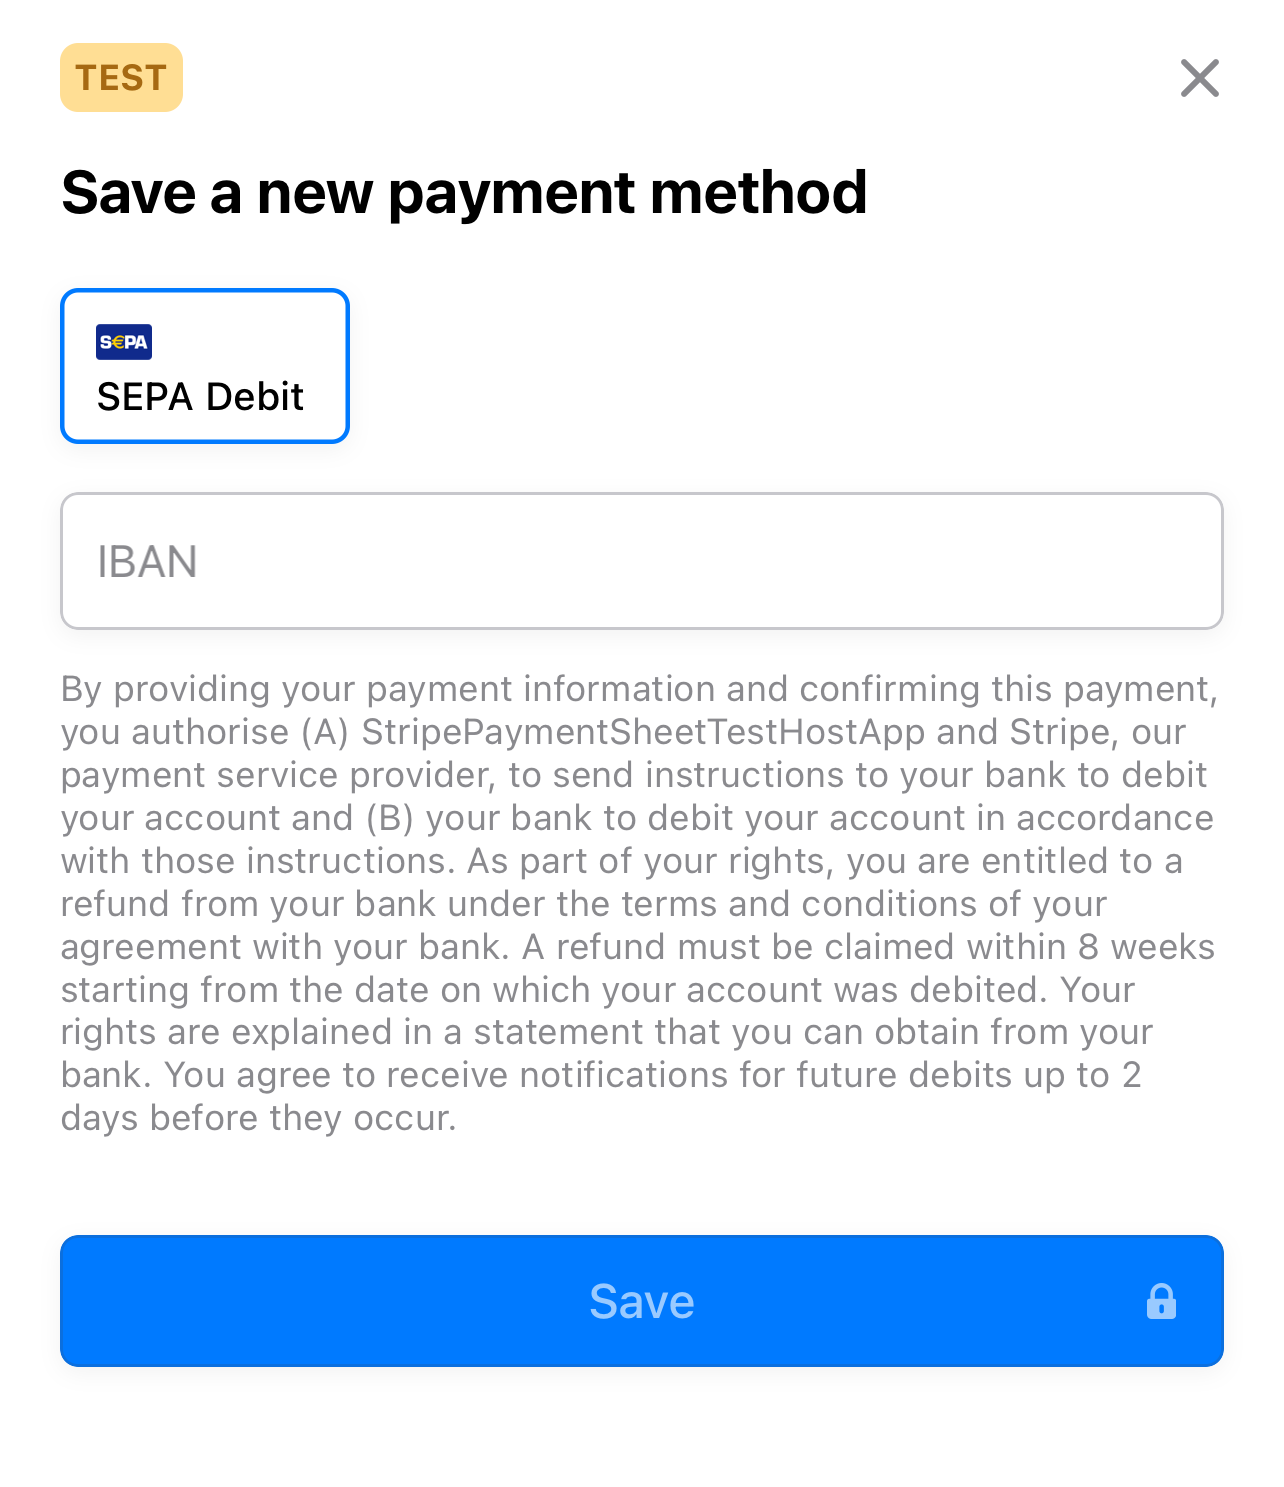 TEST
Save a new payment method
S€PA
SEPA Debit
IBAN
By providing your payment information and confirming this payment,
you authorise (A) StripePaymentSheetTestHostApp and Stripe, our
payment service provider, to send instructions to your bank to debit
your account and (B) your bank to debit your account in accordance
with those instructions. As part of your rights, you are entitled to a
refund from your bank under the terms and conditions of your
agreement with your bank. A refund must be claimed within 8 weeks
starting from the date on which your account was debited. Your
rights are explained in a statement that you can obtain from your
bank. You agree to receive notifications for future debits up to 2
days before they occur.
Save